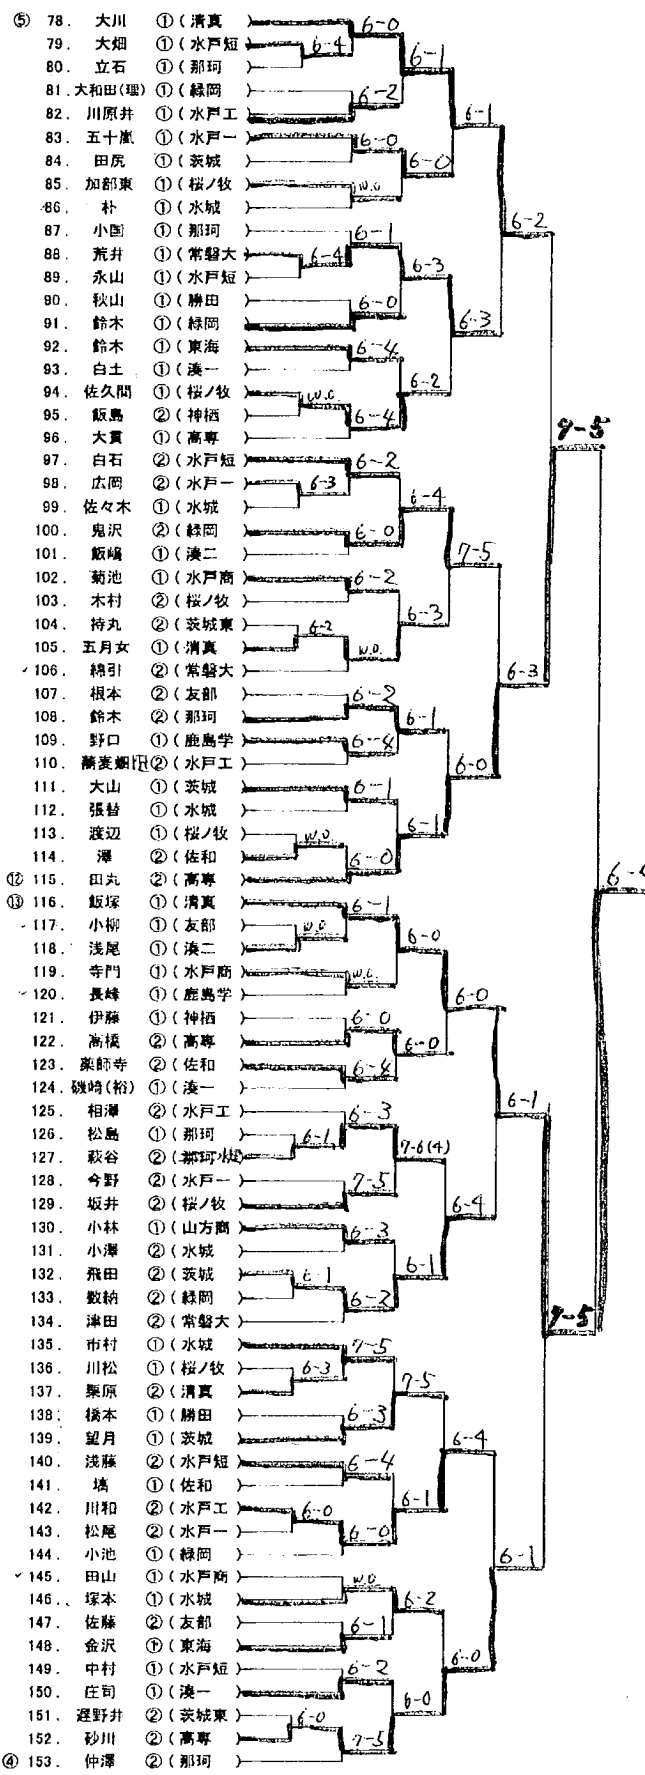 ⑤ 78. 大川 ①(清真) 6-0
79. 大畑 ①(水戸短) 6-4 6-1
80. 立石 ①(那珂)
81. 大和田(理) ①(緑岡) 6-2 6-1
82. 川原井 ①(水戸工)
83. 五十嵐 ①(水戸一) 6-0
84. 田尻 ①(茨城) 6-0
85. 加部東 ①(桜ノ牧) W.O
86. 朴 ①(水城)
87. 小国 ①(那珂) 6-1 6-2
88. 荒井 ①(常磐大) 6-4 6-3
89. 永山 ①(水戸短)
90. 秋山 ①(勝田) 6-0
91. 鈴木 ①(緑岡) 6-3
92. 鈴木 ①(東海) 6-4
93. 白土 ①(湊一)
94. 佐久間 ①(桜ノ牧) W.O. 6-2
95. 飯島 ②(神栖) 6-4
96. 大貫 ①(高専) 9-5
97. 白石 ②(水戸短) 6-2
98. 広岡 ②(水戸一) 6-3 6-4
99. 佐々木 ①(水城)
100. 鬼沢 ②(緑岡) 6-0
101. 飯嶋 ①(湊二) 7-5
102. 菊池 ①(水戸商) 6-2
103. 木村 ②(桜ノ牧)
104. 持丸 ②(茨城東) 6-2 6-3
105. 五月女 ①(清真) W.O.
106. 綿引 ②(常磐大) 6-3
107. 根本 ②(友部) 6-2
108. 鈴木 ②(那珂) 6-1
109. 野口 ①(鹿島学) 6-4
110. 蕎麦畑 ②(水戸工) 6-0
111. 大山 ①(茨城) 6-1
112. 張替 ①(水城)
113. 渡辺 ①(桜ノ牧) W.O. 6-1
114. 澤 ②(佐和) 6-0
⑫ 115. 田丸 ②(高専) 6-4
⑬ 116. 飯塚 ①(清真) 6-1
117. 小柳 ①(友部) W.O. 6-0
118. 浅尾 ①(湊二)
119. 寺門 ①(水戸商) W.O.
120. 長峰 ①(鹿島学) 6-0
121. 伊藤 ①(神栖) 6-0
122. 高橋 ②(高専) 6-0
123. 薬師寺 ②(佐和) 6-4
124. 磯崎(裕) ①(湊一)
125. 相澤 ②(水戸工) 6-3 6-1
126. 松島 ①(那珂) 6-1 7-6(4)
127. 萩谷 ②(那珂水)
128. 今野 ②(水戸一) 7-5
129. 坂井 ②(桜ノ牧) 6-4
130. 小林 ①(山方商) 6-3
131. 小澤 ②(水城)
132. 飛田 ②(茨城) 6-1 6-1
133. 数納 ②(緑岡) 6-2
134. 津田 ②(常磐大) 9-5
135. 市村 ①(水城) 7-5
136. 川松 ①(桜ノ牧) 6-3 7-5
137. 栗原 ②(清真)
138. 橋本 ①(勝田) 6-3
139. 望月 ①(茨城) 6-4
140. 浅藤 ②(水戸短) 6-4
141. 塙 ①(佐和)
142. 川和 ②(水戸工) 6-0 6-1
143. 松尾 ②(水戸一) 6-0
144. 小池 ①(緑岡) 6-1
145. 田山 ①(水戸商) W.O
146. 塚本 ①(水城) 6-2
147. 佐藤 ②(友部) 6-1
148. 金沢 ①(東海) 6-0
149. 中村 ①(水戸短) 6-2
150. 庄司 ①(湊一) 6-0
151. 遅野井 ②(茨城東) 6-0
152. 砂川 ②(高専) 7-5
④ 153. 仲澤 ②(那珂)